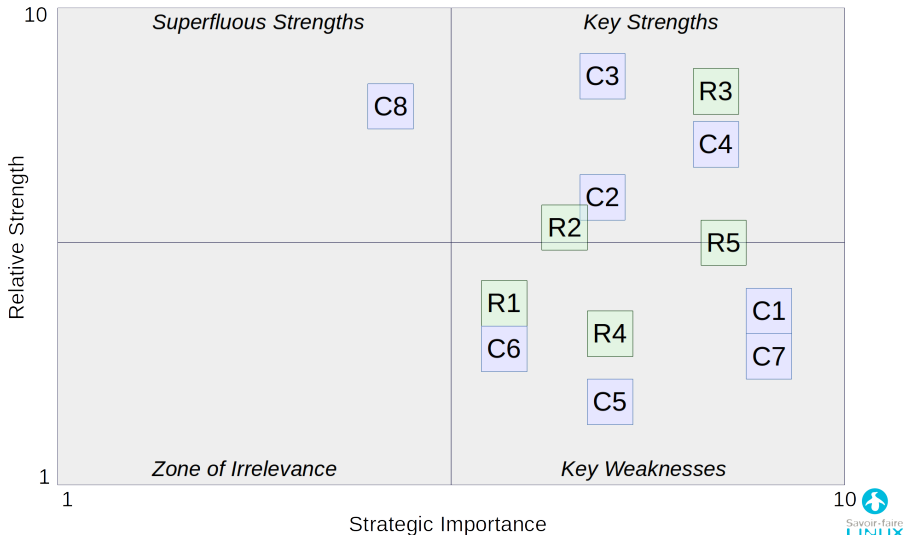 10
Superfluous Strengths
Key Strengths
C3
R3
C8
C4
C2
R2
R5
Relative Strength
R1
C1
R4
C6
C7
C5
Zone of Irrelevance
Key Weaknesses
1
1
10
Strategic Importance
Savoir-faire
LINUX